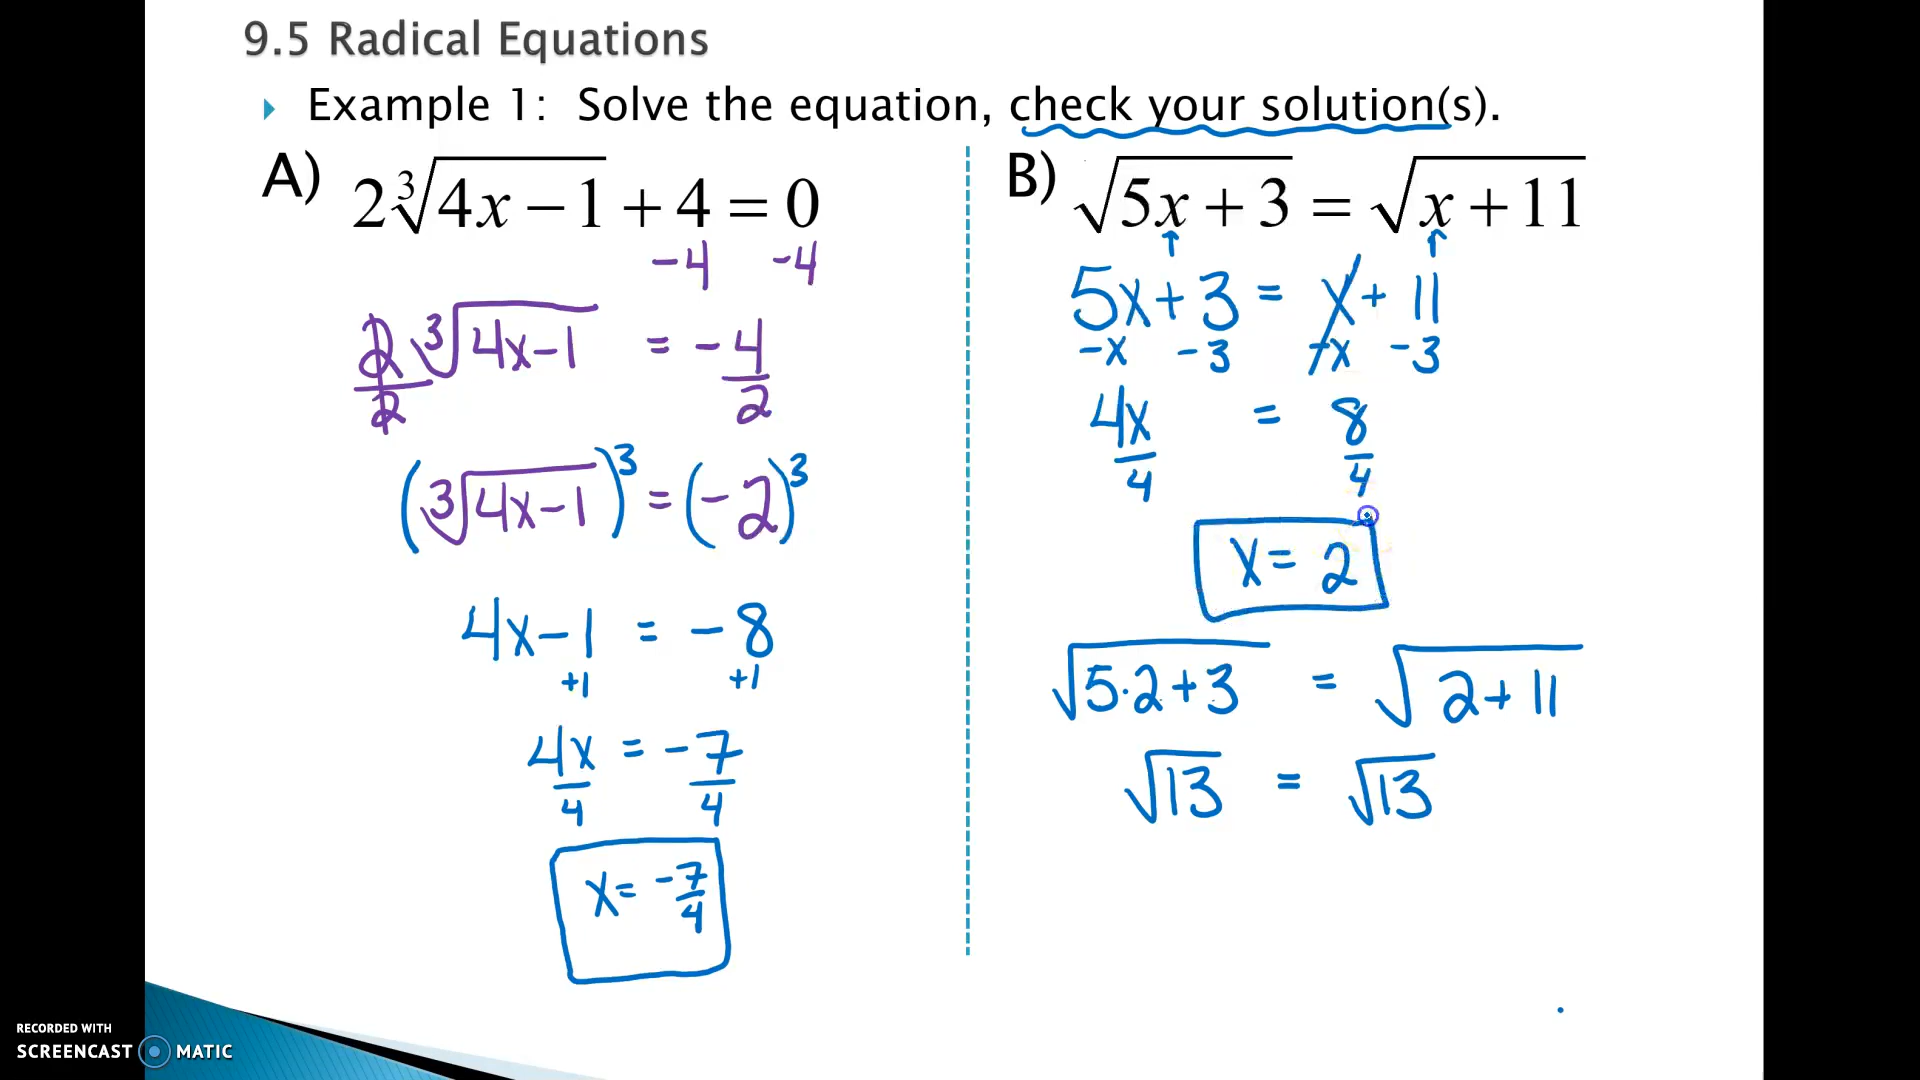 9.5 Radical Equations
Example 1: Solve the equation, check your solution(s).
A) 2∛(4x − 1) + 4 = 0
−4 −4
2∛(4x−1) = −4
2 2
(∛(4x−1))³ = (−2)³
4x−1 = −8
+1 +1
4x = −7
4 4
x = −7/4
B) √(5x + 3) = √(x + 11)
5x + 3 = x + 11
−x −3 −x −3
4x = 8
4 4
x = 2
√(5·2+3) = √(2+11)
√13 = √13
RECORDED WITH
SCREENCAST MATIC